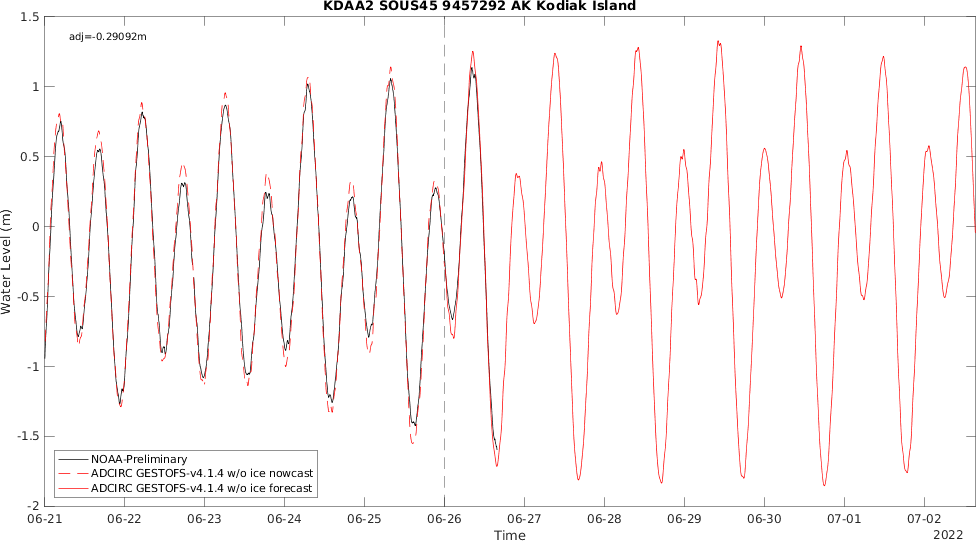 KDAA2 SOUS45 9457292 AK Kodiak Island
adj=-0.29092m
1.5
1
0.5
0
-0.5
-1
-1.5
-2
Water Level (m)
NOAA-Preliminary
ADCIRC GESTOFS-v4.1.4 w/o ice nowcast
ADCIRC GESTOFS-v4.1.4 w/o ice forecast
06-21 06-22 06-23 06-24 06-25 06-26 06-27 06-28 06-29 06-30 07-01 07-02
Time
2022